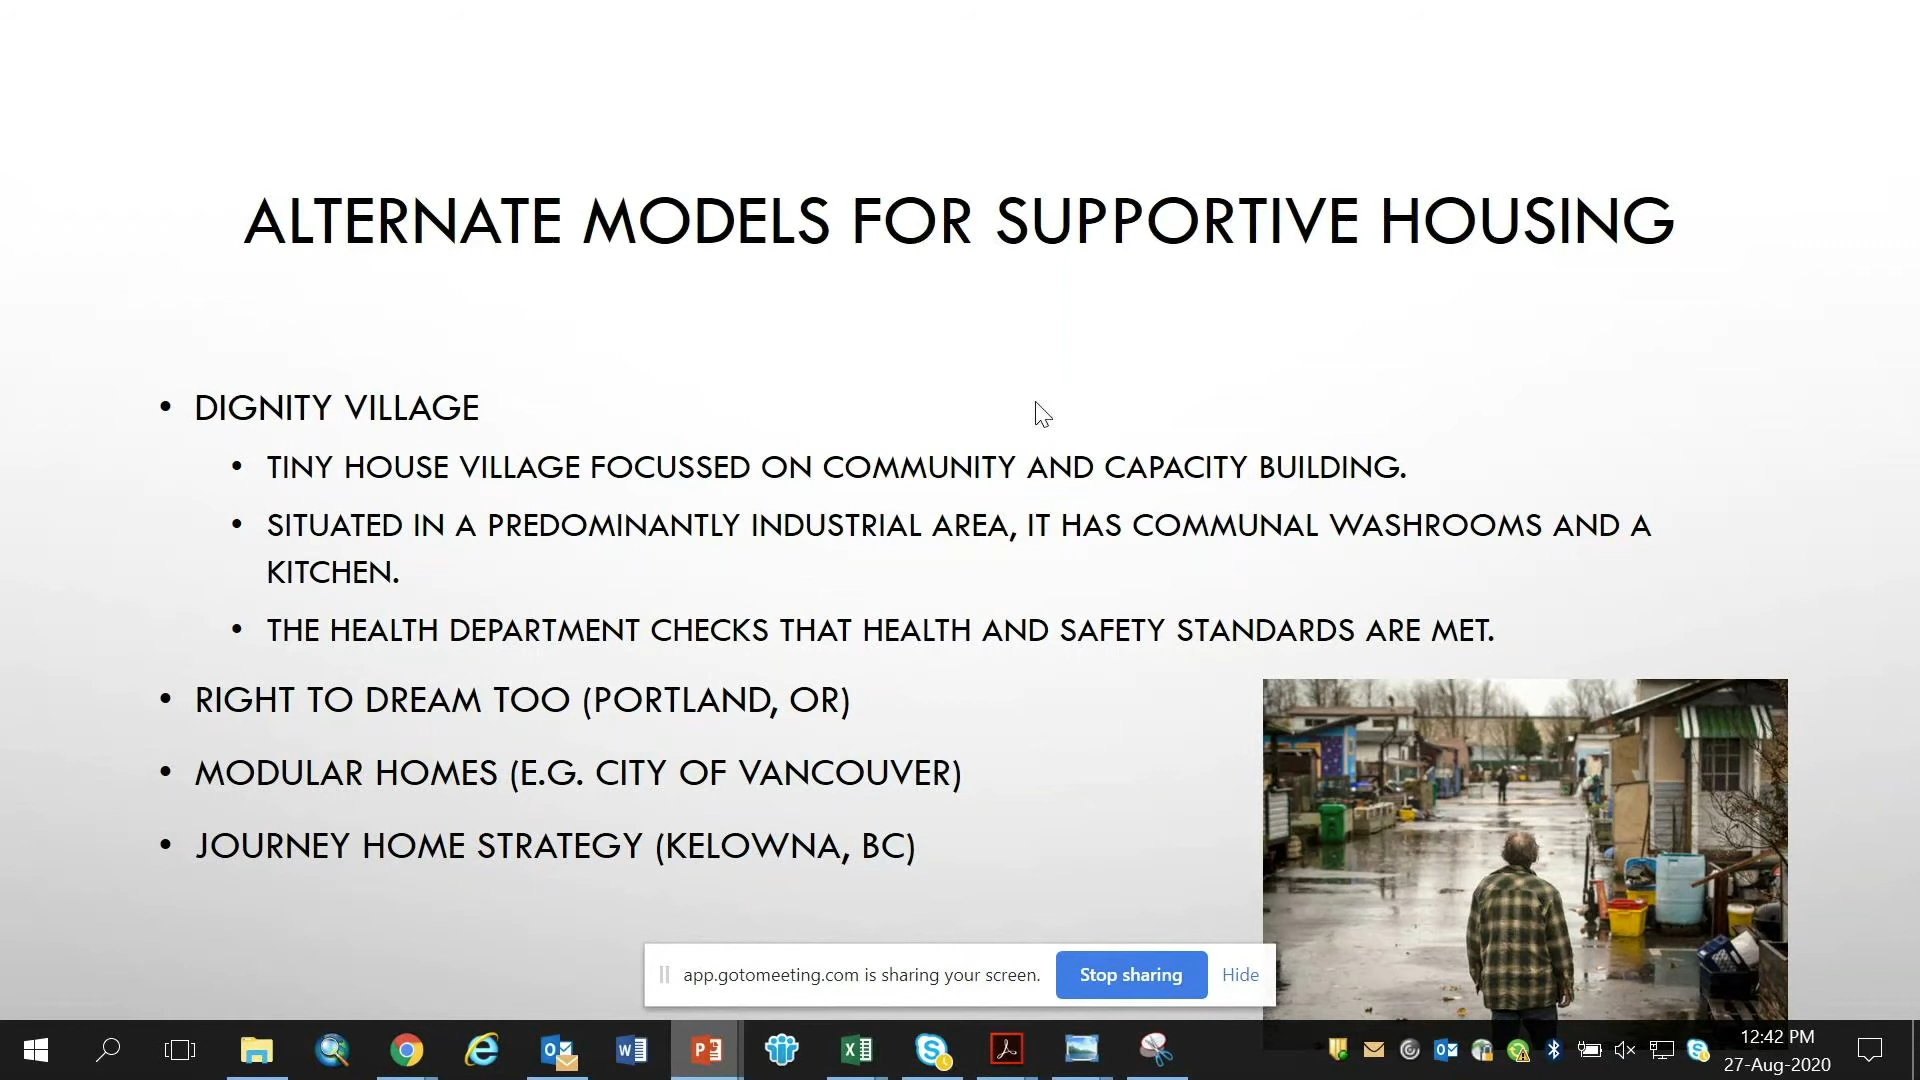 ALTERNATE MODELS FOR SUPPORTIVE HOUSING
• DIGNITY VILLAGE
• TINY HOUSE VILLAGE FOCUSSED ON COMMUNITY AND CAPACITY BUILDING.
• SITUATED IN A PREDOMINANTLY INDUSTRIAL AREA, IT HAS COMMUNAL WASHROOMS AND A
KITCHEN.
• THE HEALTH DEPARTMENT CHECKS THAT HEALTH AND SAFETY STANDARDS ARE MET.
• RIGHT TO DREAM TOO (PORTLAND, OR)
• MODULAR HOMES (E.G. CITY OF VANCOUVER)
• JOURNEY HOME STRATEGY (KELOWNA, BC)
app.gotomeeting.com is sharing your screen. Stop sharing Hide
12:42 PM
27-Aug-2020